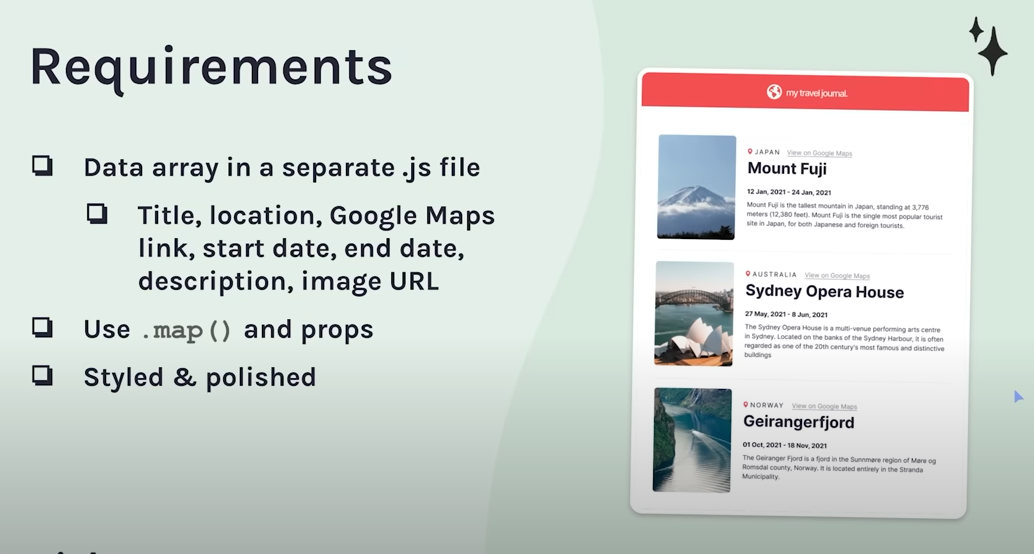 Requirements
Data array in a separate .js file
Title, location, Google Maps
link, start date, end date,
description, image URL
Use .map() and props
Styled & polished
my travel journal.
JAPAN View on Google Maps
Mount Fuji
12 Jan, 2021 - 24 Jan, 2021
Mount Fuji is the tallest mountain in Japan, standing at 3,776
meters (12,380 feet). Mount Fuji is the single most popular tourist
site in Japan, for both Japanese and foreign tourists.
AUSTRALIA View on Google Maps
Sydney Opera House
27 May, 2021 - 8 Jun, 2021
The Sydney Opera House is a multi-venue performing arts centre
in Sydney. Located on the banks of the Sydney Harbour, it is often
regarded as one of the 20th century's most famous and distinctive
buildings
NORWAY View on Google Maps
Geirangerfjord
01 Oct, 2021 - 18 Nov, 2021
The Geiranger Fjord is a fjord in the Sunnmøre region of Møre og
Romsdal county, Norway. It is located entirely in the Stranda
Municipality.